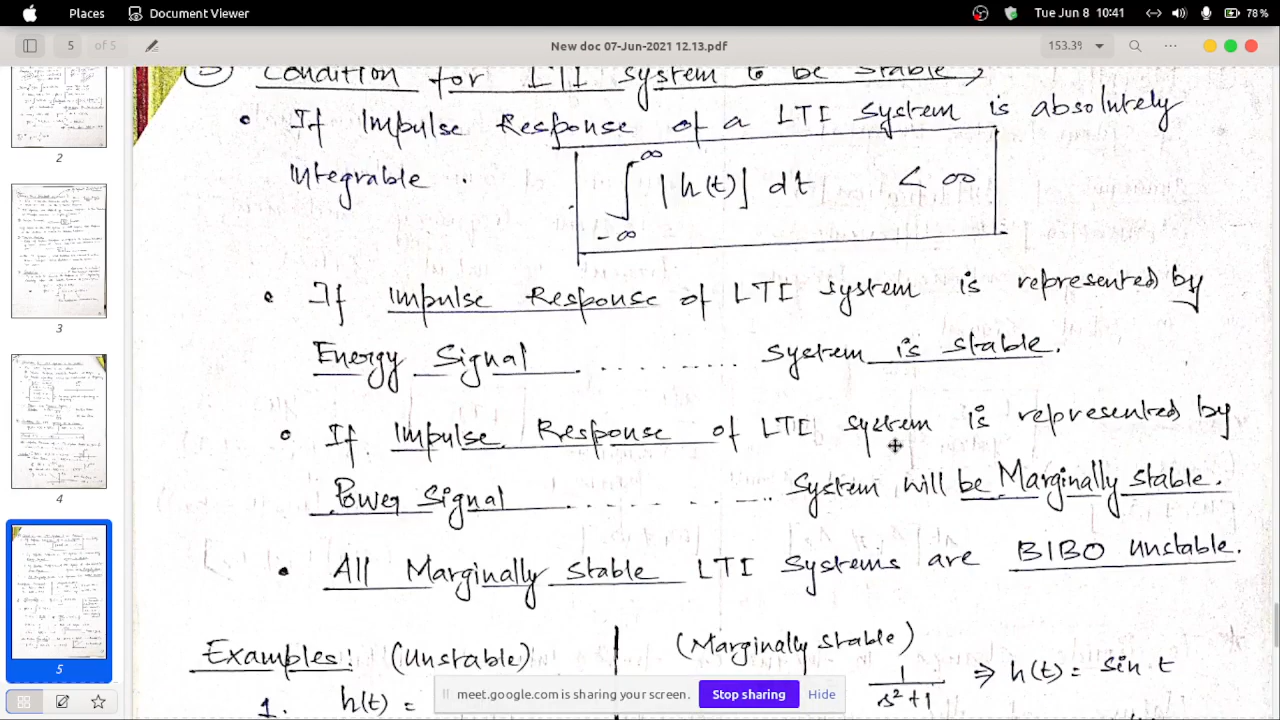 Places Document Viewer Tue Jun 8 10:41 78 %
5 of 5 New doc 07-Jun-2021 12.13.pdf 153.39
Condition for LTI system to be stable,
• If Impulse Response of a LTI system is absolutely
Integrable. ∫_{-∞}^{∞} |h(t)| dt < ∞
• If Impulse Response of LTI system is represented by
Energy Signal .......... system is stable.
• If Impulse Response of LTI system is represented by
Power Signal .......... System will be Marginally stable.
• All Marginally stable LTI Systems are BIBO unstable.
Examples: (Unstable) (Marginally stable)
1. h(t) = 1/(s²+1) ⇒ h(t) = sin t
meet.google.com is sharing your screen. Stop sharing Hide
2
3
4
5